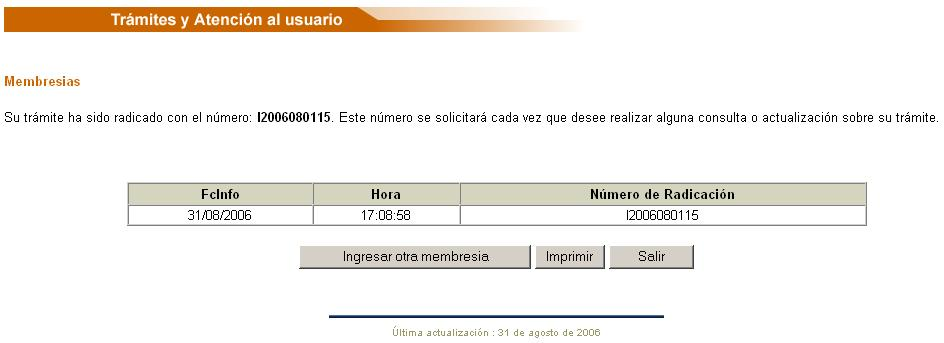 Trámites y Atención al usuario
Membresias
Su trámite ha sido radicado con el número: I2006080115. Este número se solicitará cada vez que desee realizar alguna consulta o actualización sobre su trámite.
FcInfo Hora Número de Radicación
31/08/2006 17:08:58 I2006080115
Ingresar otra membresia Imprimir Salir
Última actualización : 31 de agosto de 2006